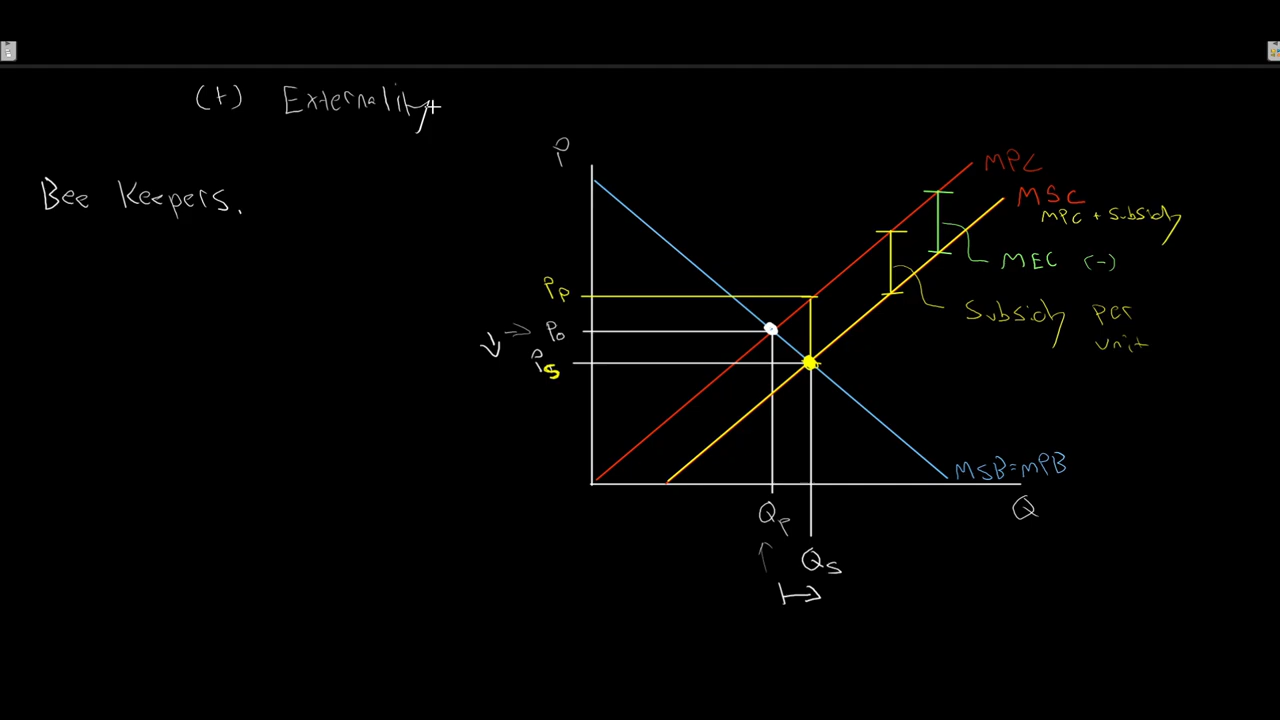 (+) Externality
Bee Keepers.
P
MPC
MSC
MPC + Subsidy
MEC (-)
Subsidy per
unit
Pp
Po
Ps
MSB=MPB
Q
Qp
Qs